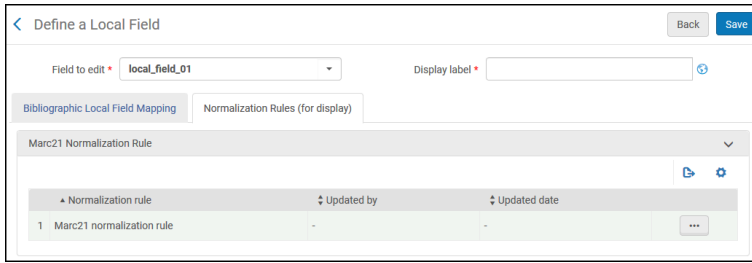 Define a Local Field
Back
Save
Field to edit *
local_field_01
Display label *
Bibliographic Local Field Mapping
Normalization Rules (for display)
Marc21 Normalization Rule
Normalization rule
Updated by
Updated date
1 Marc21 normalization rule - -